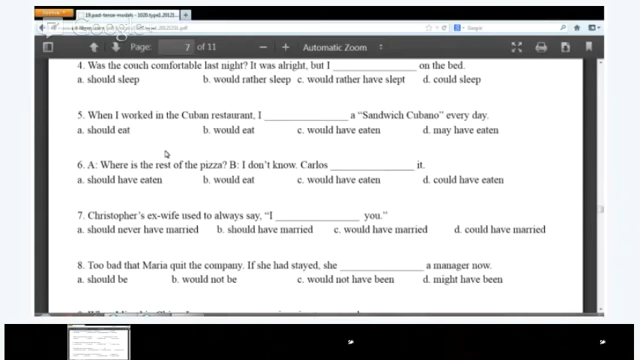 Page: 7 of 11 Automatic Zoom
4. Was the couch comfortable last night? It was alright, but I ____________ on the bed.
a. should sleep b. would rather sleep c. would rather have slept d. could sleep
5. When I worked in the Cuban restaurant, I ____________ a “Sandwich Cubano” every day.
a. should eat b. would eat c. would have eaten d. may have eaten
6. A: Where is the rest of the pizza? B: I don’t know. Carlos ____________ it.
a. should have eaten b. would eat c. would have eaten d. could have eaten
7. Christopher’s ex-wife used to always say, “I ____________ you.”
a. should never have married b. should have married c. would have married d. could have married
8. Too bad that Maria quit the company. If she had stayed, she ____________ a manager now.
a. should be b. would not be c. would not have been d. might have been